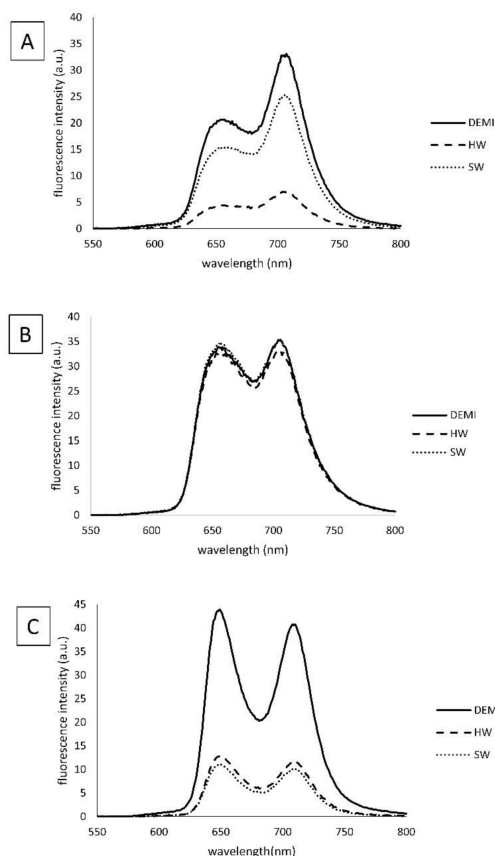 A
fluorescence intensity (a.u.)
40
35
30
25
20
15
10
5
0
550 600 650 700 750 800
wavelength (nm)
DEMI
HW
SW
B
fluorescence intensity (a.u.)
40
35
30
25
20
15
10
5
0
550 600 650 700 750 800
wavelength (nm)
DEMI
HW
SW
C
fluorescence intensity (a.u.)
45
40
35
30
25
20
15
10
5
0
550 600 650 700 750 800
wavelength(nm)
DEMI
HW
SW